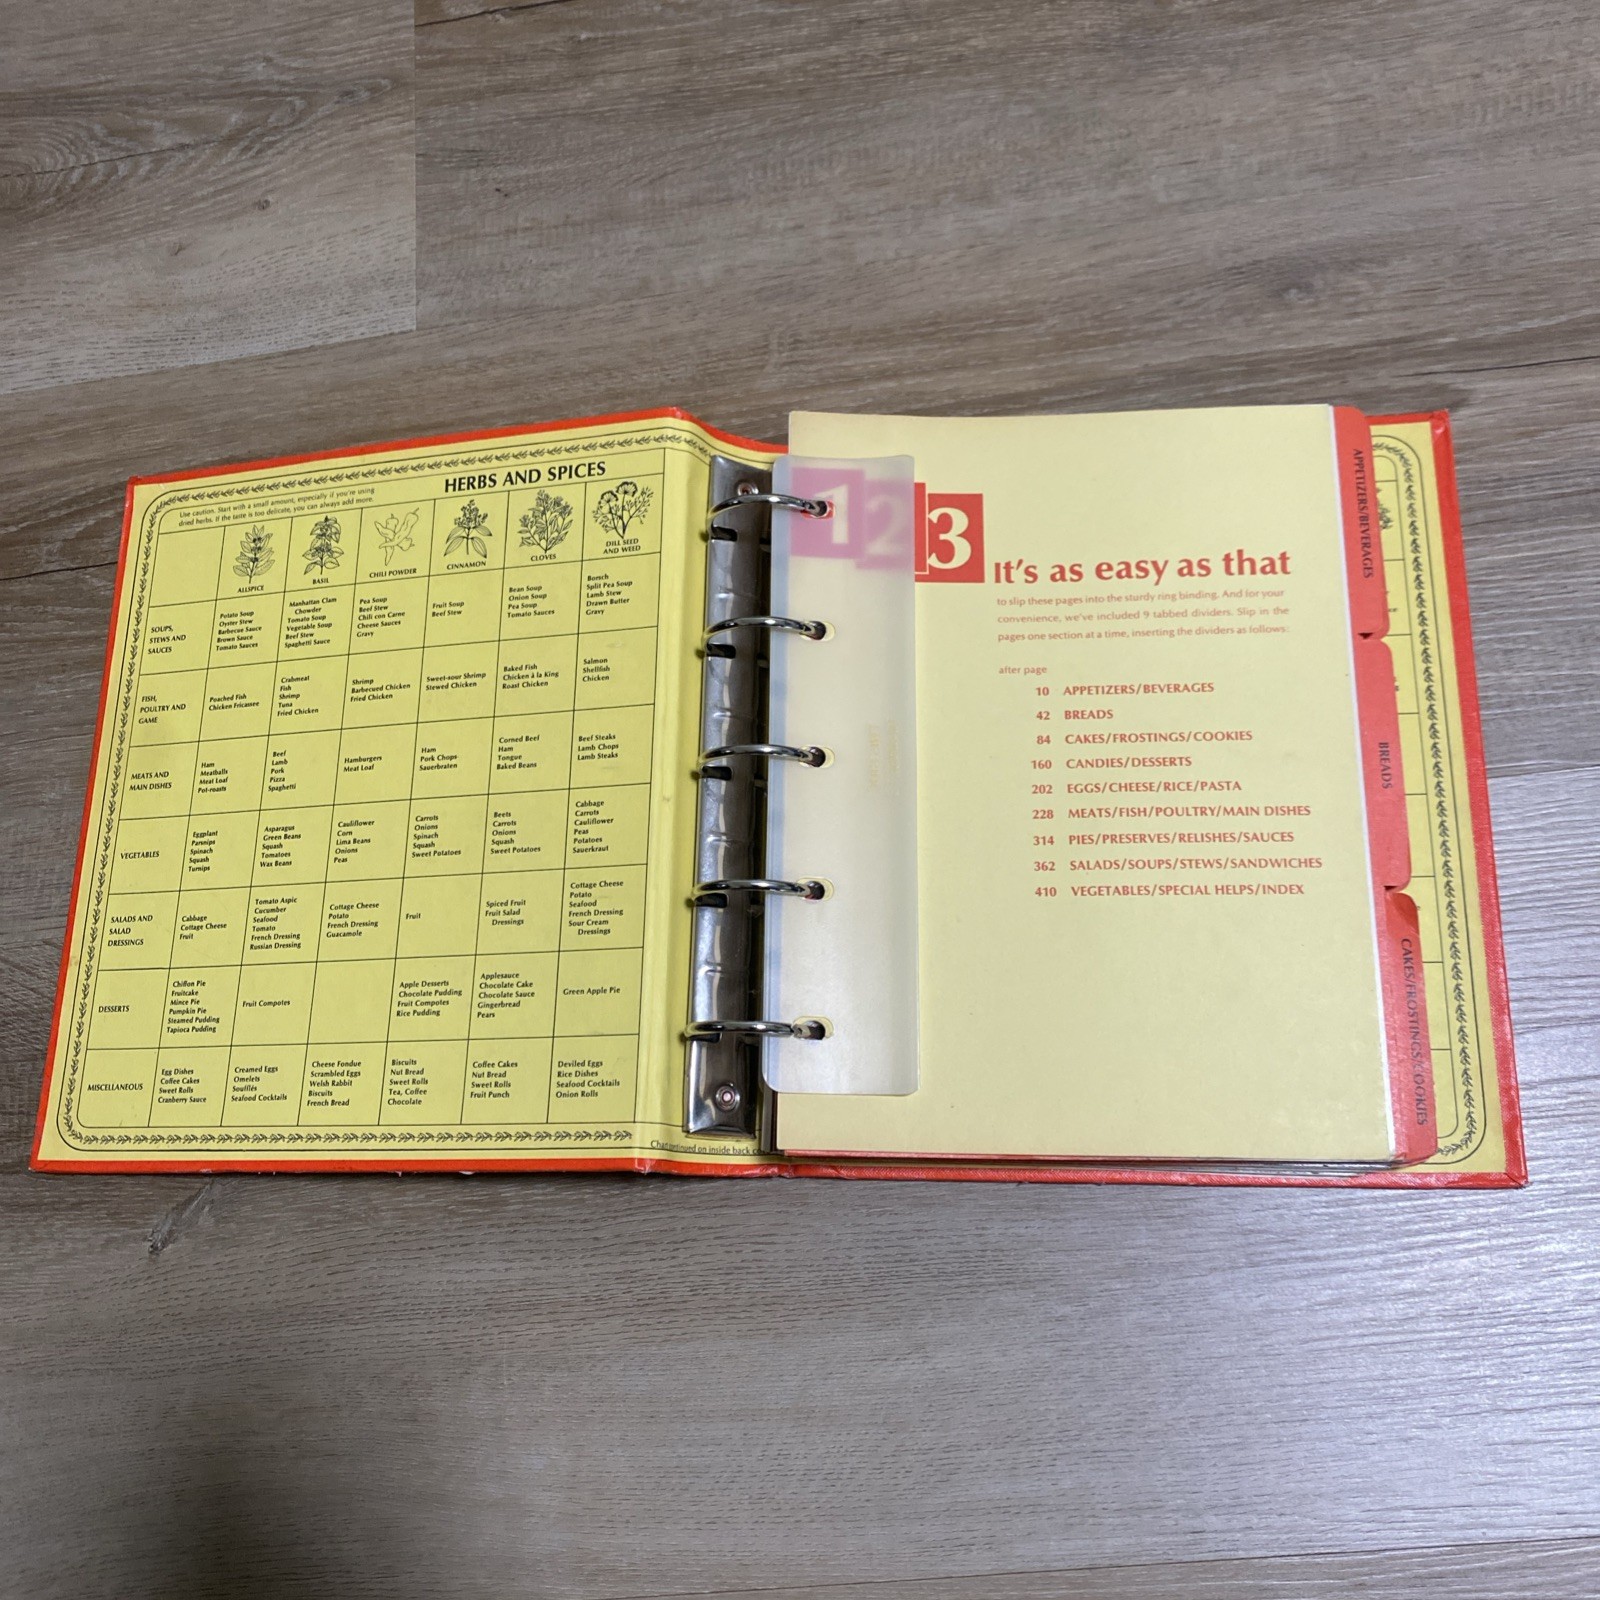 HERBS AND SPICES
Use caution. Start with a small amount, especially if you're using
dried herbs. If the taste is too delicate, you can always add more.
ALLSPICE
BASIL
CHILI POWDER
CINNAMON
CLOVES
DILL SEED
AND WEED
SOUPS,
STEWS AND
SAUCES
Potato Soup
Oyster Stew
Barbecue Sauce
Brown Sauce
Tomato Sauces
Manhattan Clam
Chowder
Tomato Soup
Vegetable Soup
Beef Stew
Spaghetti Sauce
Pea Soup
Beef Stew
Chili con Carne
Cheese Sauces
Gravy
Fruit Soup
Beef Stew
Bean Soup
Onion Soup
Pea Soup
Tomato Sauces
Borsch
Split Pea Soup
Lamb Stew
Drawn Butter
Gravy
FISH,
POULTRY AND
GAME
Poached Fish
Chicken Fricassee
Crabmeat
Fish
Shrimp
Tuna
Fried Chicken
Shrimp
Barbecued Chicken
Fried Chicken
Sweet-sour Shrimp
Stewed Chicken
Baked Fish
Chicken à la King
Roast Chicken
Salmon
Shellfish
Chicken
MEATS AND
MAIN DISHES
Ham
Meatballs
Meat Loaf
Pot-roasts
Beef
Lamb
Pork
Pizza
Spaghetti
Hamburgers
Meat Loaf
Ham
Pork Chops
Sauerbraten
Corned Beef
Ham
Tongue
Baked Beans
Beef Steaks
Lamb Chops
Lamb Steaks
VEGETABLES
Eggplant
Parsnips
Spinach
Squash
Turnips
Asparagus
Green Beans
Squash
Tomatoes
Wax Beans
Cauliflower
Corn
Lima Beans
Onions
Peas
Carrots
Onions
Spinach
Squash
Sweet Potatoes
Beets
Carrots
Onions
Squash
Sweet Potatoes
Cabbage
Carrots
Cauliflower
Peas
Potatoes
Sauerkraut
SALADS AND
SALAD
DRESSINGS
Cabbage
Cottage Cheese
Fruit
Tomato Aspic
Cucumber
Seafood
Tomato
French Dressing
Russian Dressing
Cottage Cheese
Potato
French Dressing
Guacamole
Fruit
Spiced Fruit
Fruit Salad
Dressings
Cottage Cheese
Potato
Seafood
French Dressing
Sour Cream
Dressings
DESSERTS
Chiffon Pie
Fruitcake
Mince Pie
Pumpkin Pie
Steamed Pudding
Tapioca Pudding
Fruit Compotes
Apple Desserts
Chocolate Pudding
Fruit Compotes
Rice Pudding
Applesauce
Chocolate Cake
Chocolate Sauce
Gingerbread
Pears
Green Apple Pie
MISCELLANEOUS
Egg Dishes
Coffee Cakes
Sweet Rolls
Cranberry Sauce
Creamed Eggs
Omelets
Soufflés
Seafood Cocktails
Cheese Fondue
Scrambled Eggs
Welsh Rabbit
Biscuits
French Bread
Biscuits
Nut Bread
Sweet Rolls
Tea, Coffee
Chocolate
Coffee Cakes
Nut Bread
Sweet Rolls
Fruit Punch
Deviled Eggs
Rice Dishes
Seafood Cocktails
Onion Rolls
on inside back
1 2 3
It's as easy as that
to slip these pages into the sturdy ring binding. And for your
convenience, we've included 9 tabbed dividers. Slip in the
pages one section at a time, inserting the dividers as follows:
after page
10 APPETIZERS/BEVERAGES
42 BREADS
84 CAKES/FROSTINGS/COOKIES
160 CANDIES/DESSERTS
202 EGGS/CHEESE/RICE/PASTA
228 MEATS/FISH/POULTRY/MAIN DISHES
314 PIES/PRESERVES/RELISHES/SAUCES
362 SALADS/SOUPS/STEWS/SANDWICHES
410 VEGETABLES/SPECIAL HELPS/INDEX
APPETIZERS/BEVERAGES
BREADS
CAKES/FROSTINGS/COOKIES